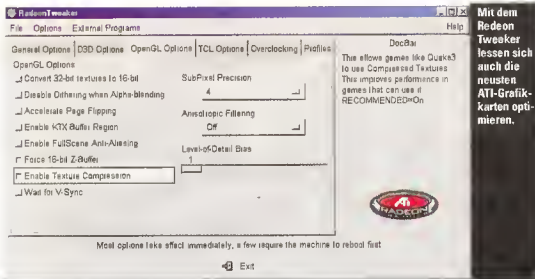 RadeonTweaker
File Options External Programs Help
General Options D3D Options OpenGL Options TCL Options Overclocking Profiles
OpenGL Options
Convert 32-bit textures to 16-bit
Disable Dithering when Alpha-blending
Accelerate Page Flipping
Enable KTX Buffer Region
Enable FullScene Anti-Aliasing
Force 16-bit Z-Buffer
Enable Texture Compression
Wait for V-Sync
SubPixel Precision
4
Anisotropic Filtering
Off
Level-of-Detail Bias
1
DocBar
This allows games like Quake3
to use Compressed Textures
This improves performance in
games that can use it
RECOMMENDED=On
ATI
RADEON
Most options take effect immediately, a few require the machine to reboot first
Exit
Mit dem
Redeon
Tweaker
lessen sich
auch die
neusten
ATI-Grafik-
karten opti-
mieren.